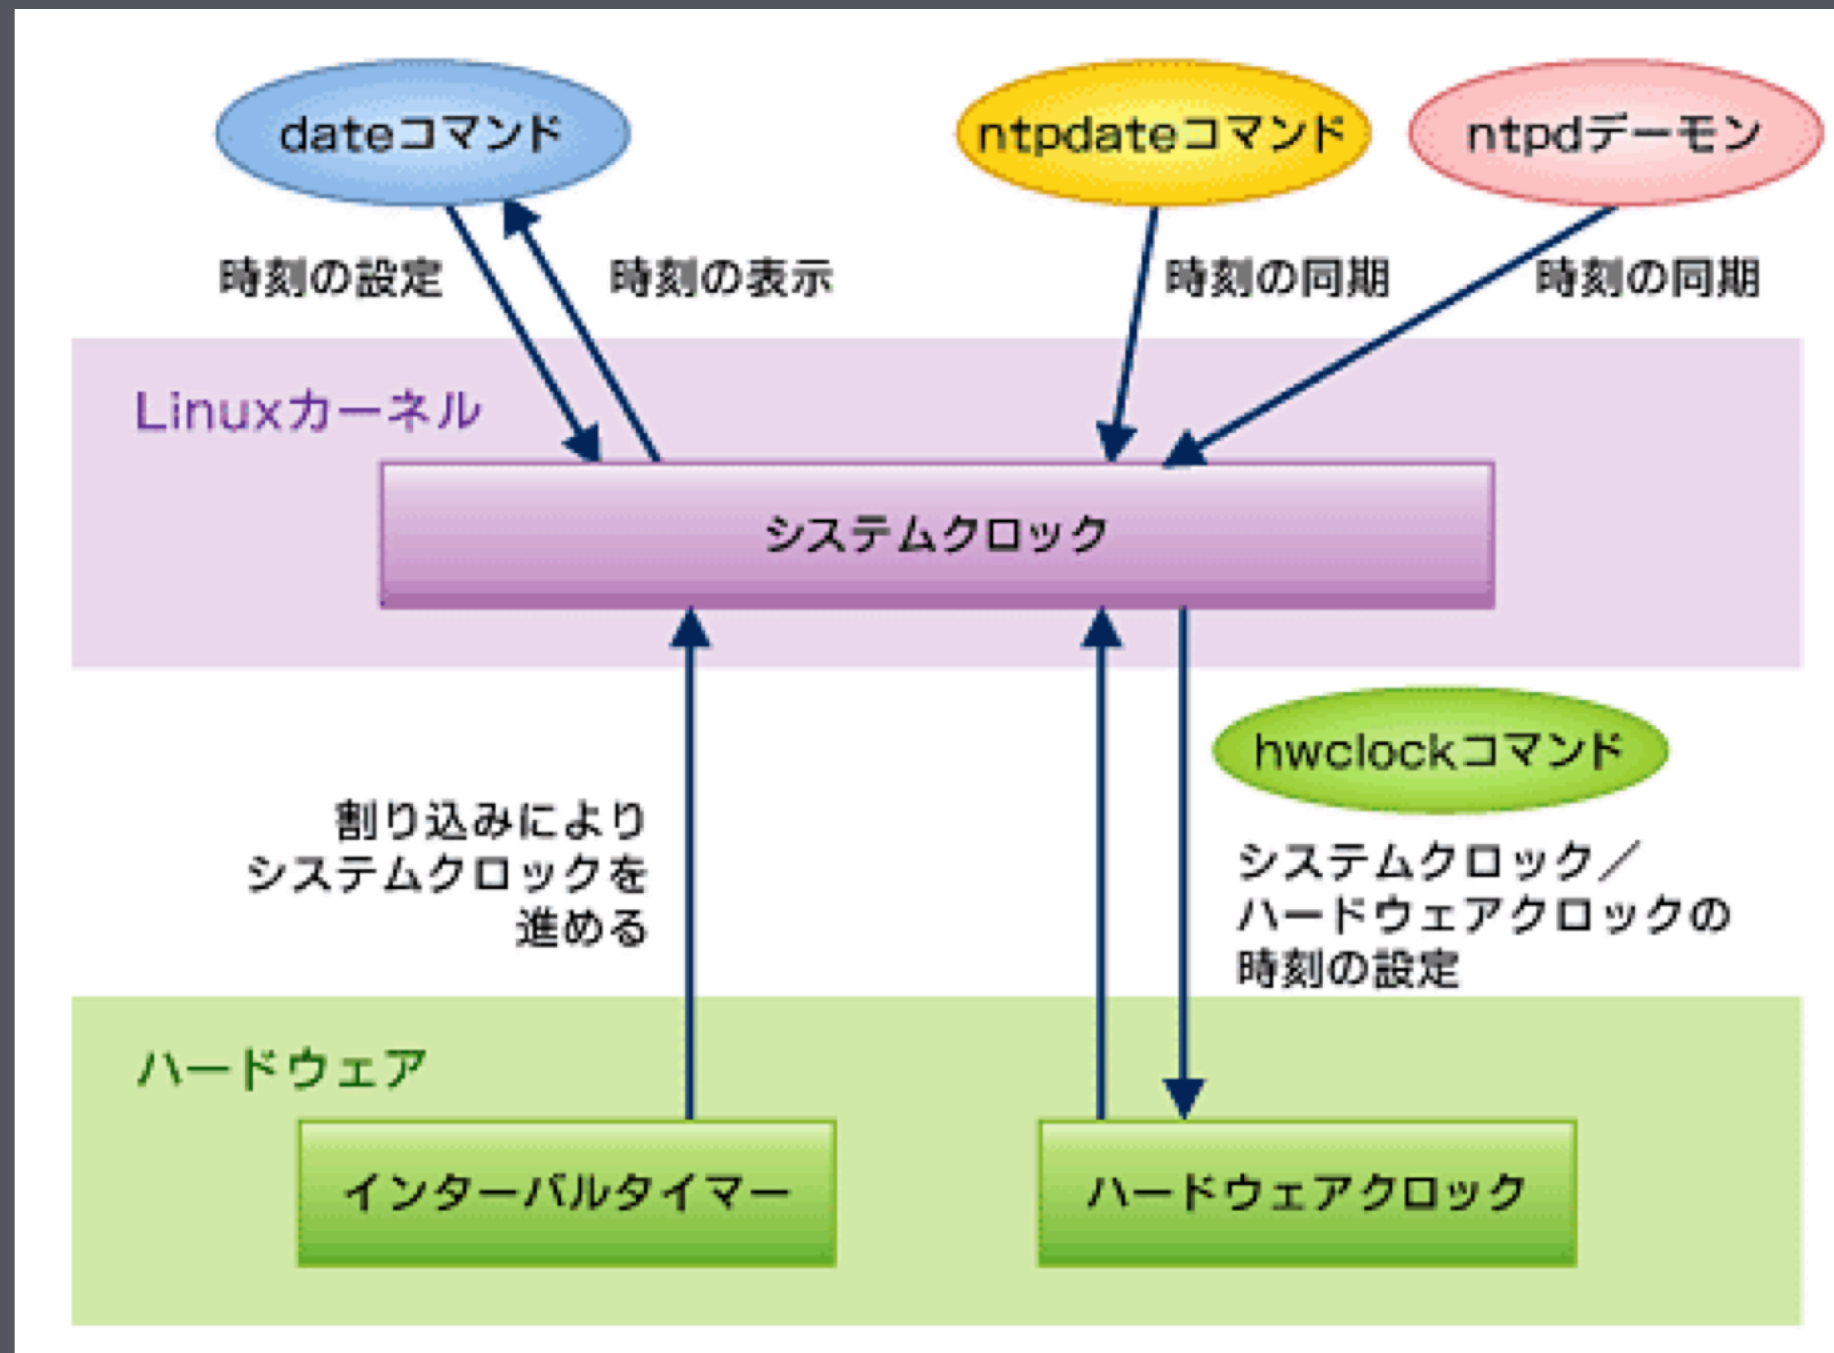 dateコマンド
ntpdateコマンド
ntpdデーモン
時刻の設定
時刻の表示
時刻の同期
時刻の同期
Linuxカーネル
システムクロック
hwclockコマンド
割り込みにより
システムクロックを
進める
システムクロック／
ハードウェアクロックの
時刻の設定
ハードウェア
インターバルタイマー
ハードウェアクロック